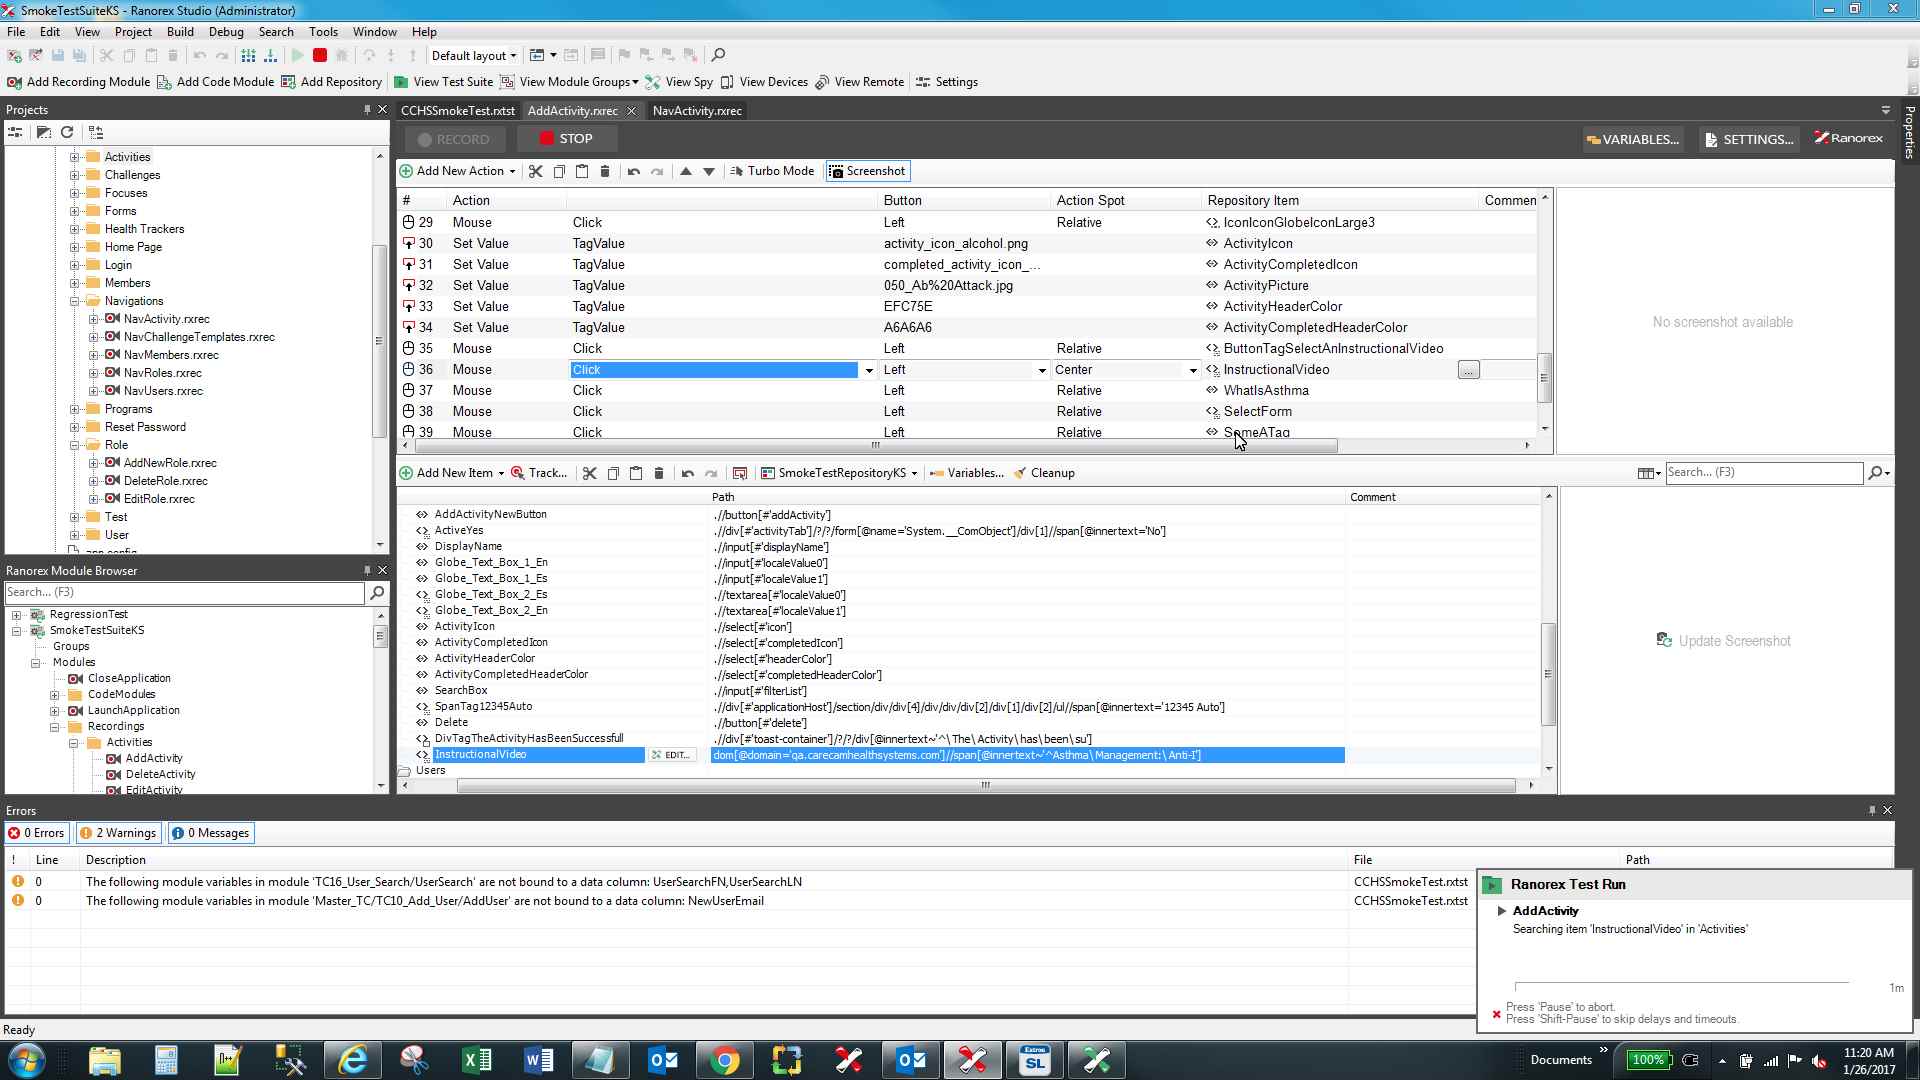 SmokeTestSuiteKS - Ranorex Studio (Administrator)
File Edit View Project Build Debug Search Tools Window Help
Default layout
Add Recording Module Add Code Module Add Repository View Test Suite View Module Groups View Spy View Devices View Remote Settings
Projects
Activities
Challenges
Focuses
Forms
Health Trackers
Home Page
Login
Members
Navigations
NavActivity.rxrec
NavChallengeTemplates.rxrec
NavMembers.rxrec
NavRoles.rxrec
NavUsers.rxrec
Programs
Reset Password
Role
AddNewRole.rxrec
DeleteRole.rxrec
EditRole.rxrec
Test
User
app.config
Ranorex Module Browser
Search... (F3)
RegressionTest
SmokeTestSuiteKS
Groups
Modules
CloseApplication
CodeModules
LaunchApplication
Recordings
Activities
AddActivity
DeleteActivity
EditActivity
CCHSSmokeTest.rxtst AddActivity.rxrec NavActivity.rxrec
RECORD STOP VARIABLES... SETTINGS... Ranorex
Properties
Add New Action Turbo Mode Screenshot
# Action Button Action Spot Repository Item Commen
29 Mouse Click Left Relative IconIconGlobeIconLarge3
30 Set Value TagValue activity_icon_alcohol.png ActivityIcon
31 Set Value TagValue completed_activity_icon_... ActivityCompletedIcon
32 Set Value TagValue 050_Ab%20Attack.jpg ActivityPicture
33 Set Value TagValue EFC75E ActivityHeaderColor
34 Set Value TagValue A6A6A6 ActivityCompletedHeaderColor
35 Mouse Click Left Relative ButtonTagSelectAnInstructionalVideo
36 Mouse Click Left Center InstructionalVideo ...
37 Mouse Click Left Relative WhatIsAsthma
38 Mouse Click Left Relative SelectForm
39 Mouse Click Left Relative SomeATag
No screenshot available
Add New Item Track... SmokeTestRepositoryKS Variables... Cleanup Search... (F3)
Path Comment
AddActivityNewButton .//button[#'addActivity']
ActiveYes .//div[#'activityTab']/?/?/form[@name='System.__ComObject']/div[1]//span[@innertext='No']
DisplayName .//input[#'displayName']
Globe_Text_Box_1_En .//input[#'localeValue0']
Globe_Text_Box_1_Es .//input[#'localeValue1']
Globe_Text_Box_2_Es .//textarea[#'localeValue0']
Globe_Text_Box_2_En .//textarea[#'localeValue1']
ActivityIcon .//select[#'icon']
ActivityCompletedIcon .//select[#'completedIcon']
ActivityHeaderColor .//select[#'headerColor']
ActivityCompletedHeaderColor .//select[#'completedHeaderColor']
SearchBox .//input[#'filterList']
SpanTag12345Auto .//div[#'applicationHost']/section/div/div[4]/div/div/div[2]/div[1]/div[2]/ul//span[@innertext='12345 Auto']
Delete .//button[#'delete']
DivTagTheActivityHasBeenSuccessfull .//div[#'toast-container']/?/?/div[@innertext~'^\ The\ Activity\ has\ been\ su']
InstructionalVideo EDIT... dom[@domain='qa.carecamhealthsystems.com']//span[@innertext~'^Asthma\ Management:\ Anti-I']
Users
Update Screenshot
Errors
0 Errors 2 Warnings 0 Messages
! Line Description File Path
0 The following module variables in module 'TC16_User_Search/UserSearch' are not bound to a data column: UserSearchFN,UserSearchLN CCHSSmokeTest.rxtst
0 The following module variables in module 'Master_TC/TC10_Add_User/AddUser' are not bound to a data column: NewUserEmail CCHSSmokeTest.rxtst
Ranorex Test Run
AddActivity
Searching item 'InstructionalVideo' in 'Activities'
1m
Press 'Pause' to abort.
Press 'Shift-Pause' to skip delays and timeouts.
Ready
Extron
SL
Documents » 100% 11:20 AM
1/26/2017